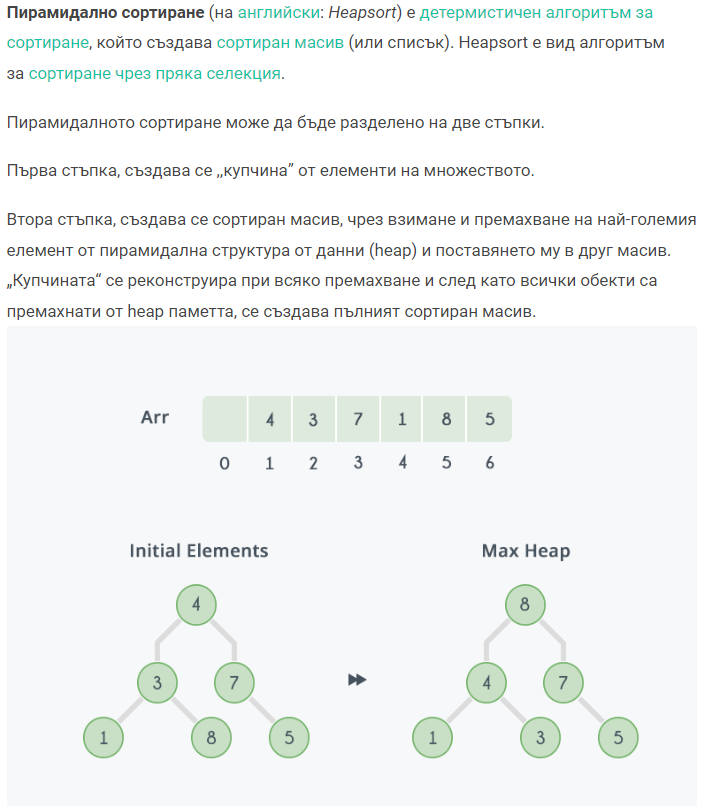 Пирамидално сортиране (на английски: Heapsort) е детермистичен алгоритъм за
сортиране, който създава сортиран масив (или списък). Heapsort е вид алгоритъм
за сортиране чрез пряка селекция.
Пирамидалното сортиране може да бъде разделено на две стъпки.
Първа стъпка, създава се „купчина” от елементи на множеството.
Втора стъпка, създава се сортиран масив, чрез взимане и премахване на най-големия
елемент от пирамидална структура от данни (heap) и поставянето му в друг масив.
„Купчината“ се реконструира при всяко премахване и след като всички обекти са
премахнати от heap паметта, се създава пълният сортиран масив.
Arr 4 3 7 1 8 5
0 1 2 3 4 5 6
Initial Elements Max Heap
4 8
3 7 4 7
1 8 5 1 3 5